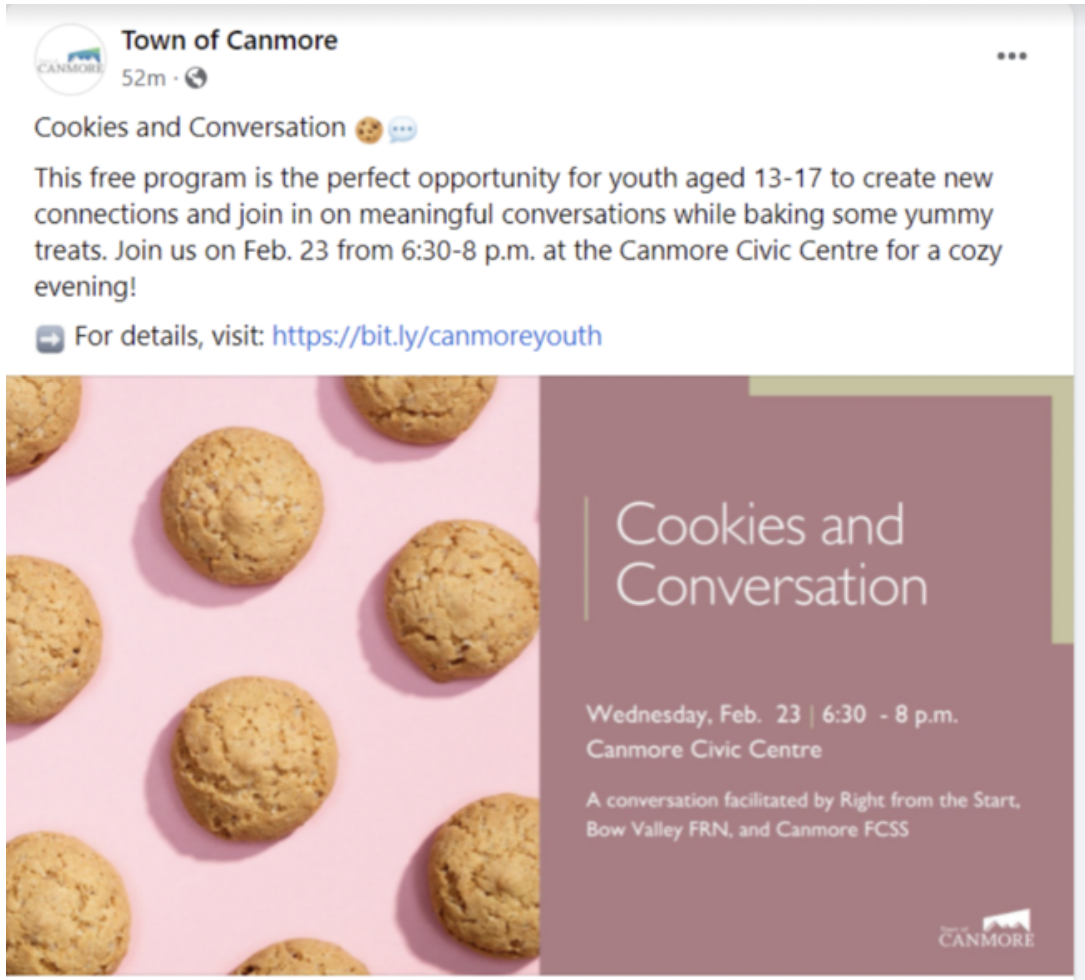 Town of Canmore
CANMORE
52m ·
Cookies and Conversation 🍪💬
This free program is the perfect opportunity for youth aged 13-17 to create new
connections and join in on meaningful conversations while baking some yummy
treats. Join us on Feb. 23 from 6:30-8 p.m. at the Canmore Civic Centre for a cozy
evening!
➡️ For details, visit: https://bit.ly/canmoreyouth
Cookies and
Conversation
Wednesday, Feb. 23 | 6:30 - 8 p.m.
Canmore Civic Centre
A conversation facilitated by Right from the Start,
Bow Valley FRN, and Canmore FCSS
Town of
CANMORE